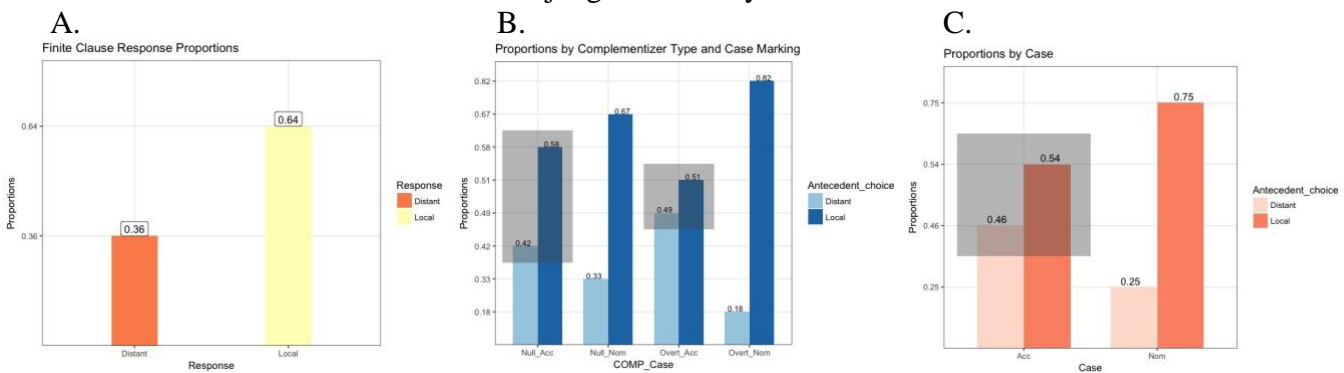 A.
Finite Clause Response Proportions
0.64
0.36
0.36
0.64
Proportions
Distant
Local
Response
Response
Distant
Local
B.
Proportions by Complementizer Type and Case Marking
0.82
0.67
0.58
0.51
0.49
0.42
0.33
0.18
0.42
0.58
0.33
0.67
0.49
0.51
0.18
0.82
Proportions
Null_Acc
Null_Nom
Overt_Acc
Overt_Nom
COMP_Case
Antecedent_choice
Distant
Local
C.
Proportions by Case
0.75
0.54
0.46
0.25
0.46
0.54
0.25
0.75
Proportions
Acc
Nom
Case
Antecedent_choice
Distant
Local